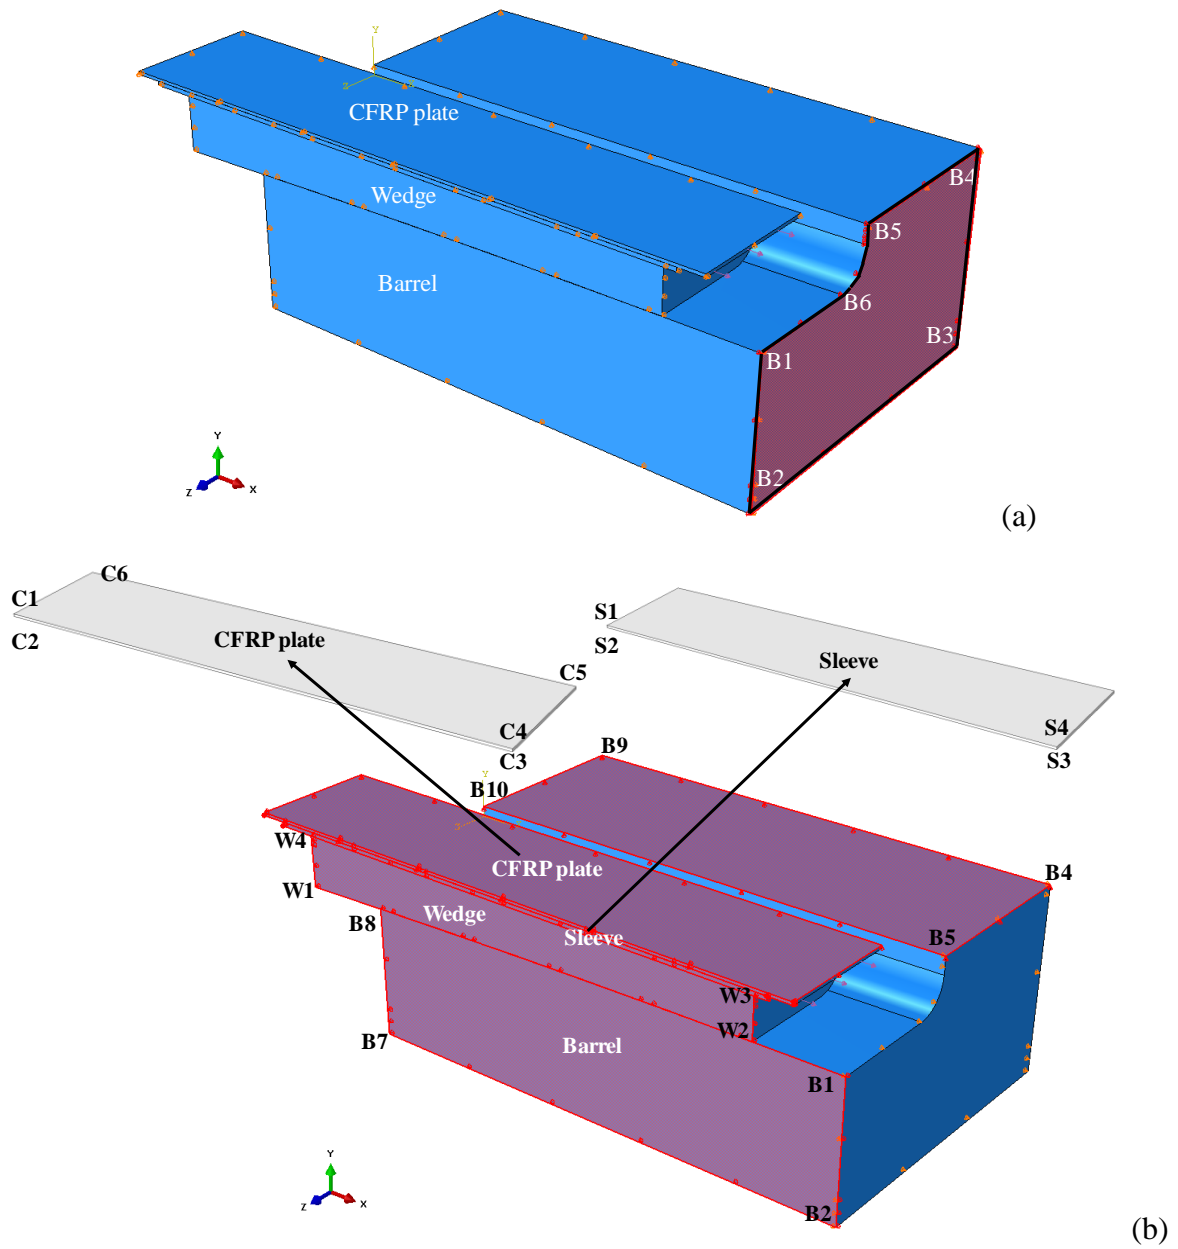 Y
Z
CFRP plate
B4
Wedge
B5
Barrel
B6
B3
B1
Y
Z
X
B2
(a)
C6
C1
S1
C2
CFRP plate
S2
Sleeve
C5
C4
S4
C3
S3
B9
Y
B10
W4
CFRP plate
B4
W1
Wedge
B8
Sleeve
B5
W3
W2
B7
Barrel
B1
Y
Z
X
B2
(b)